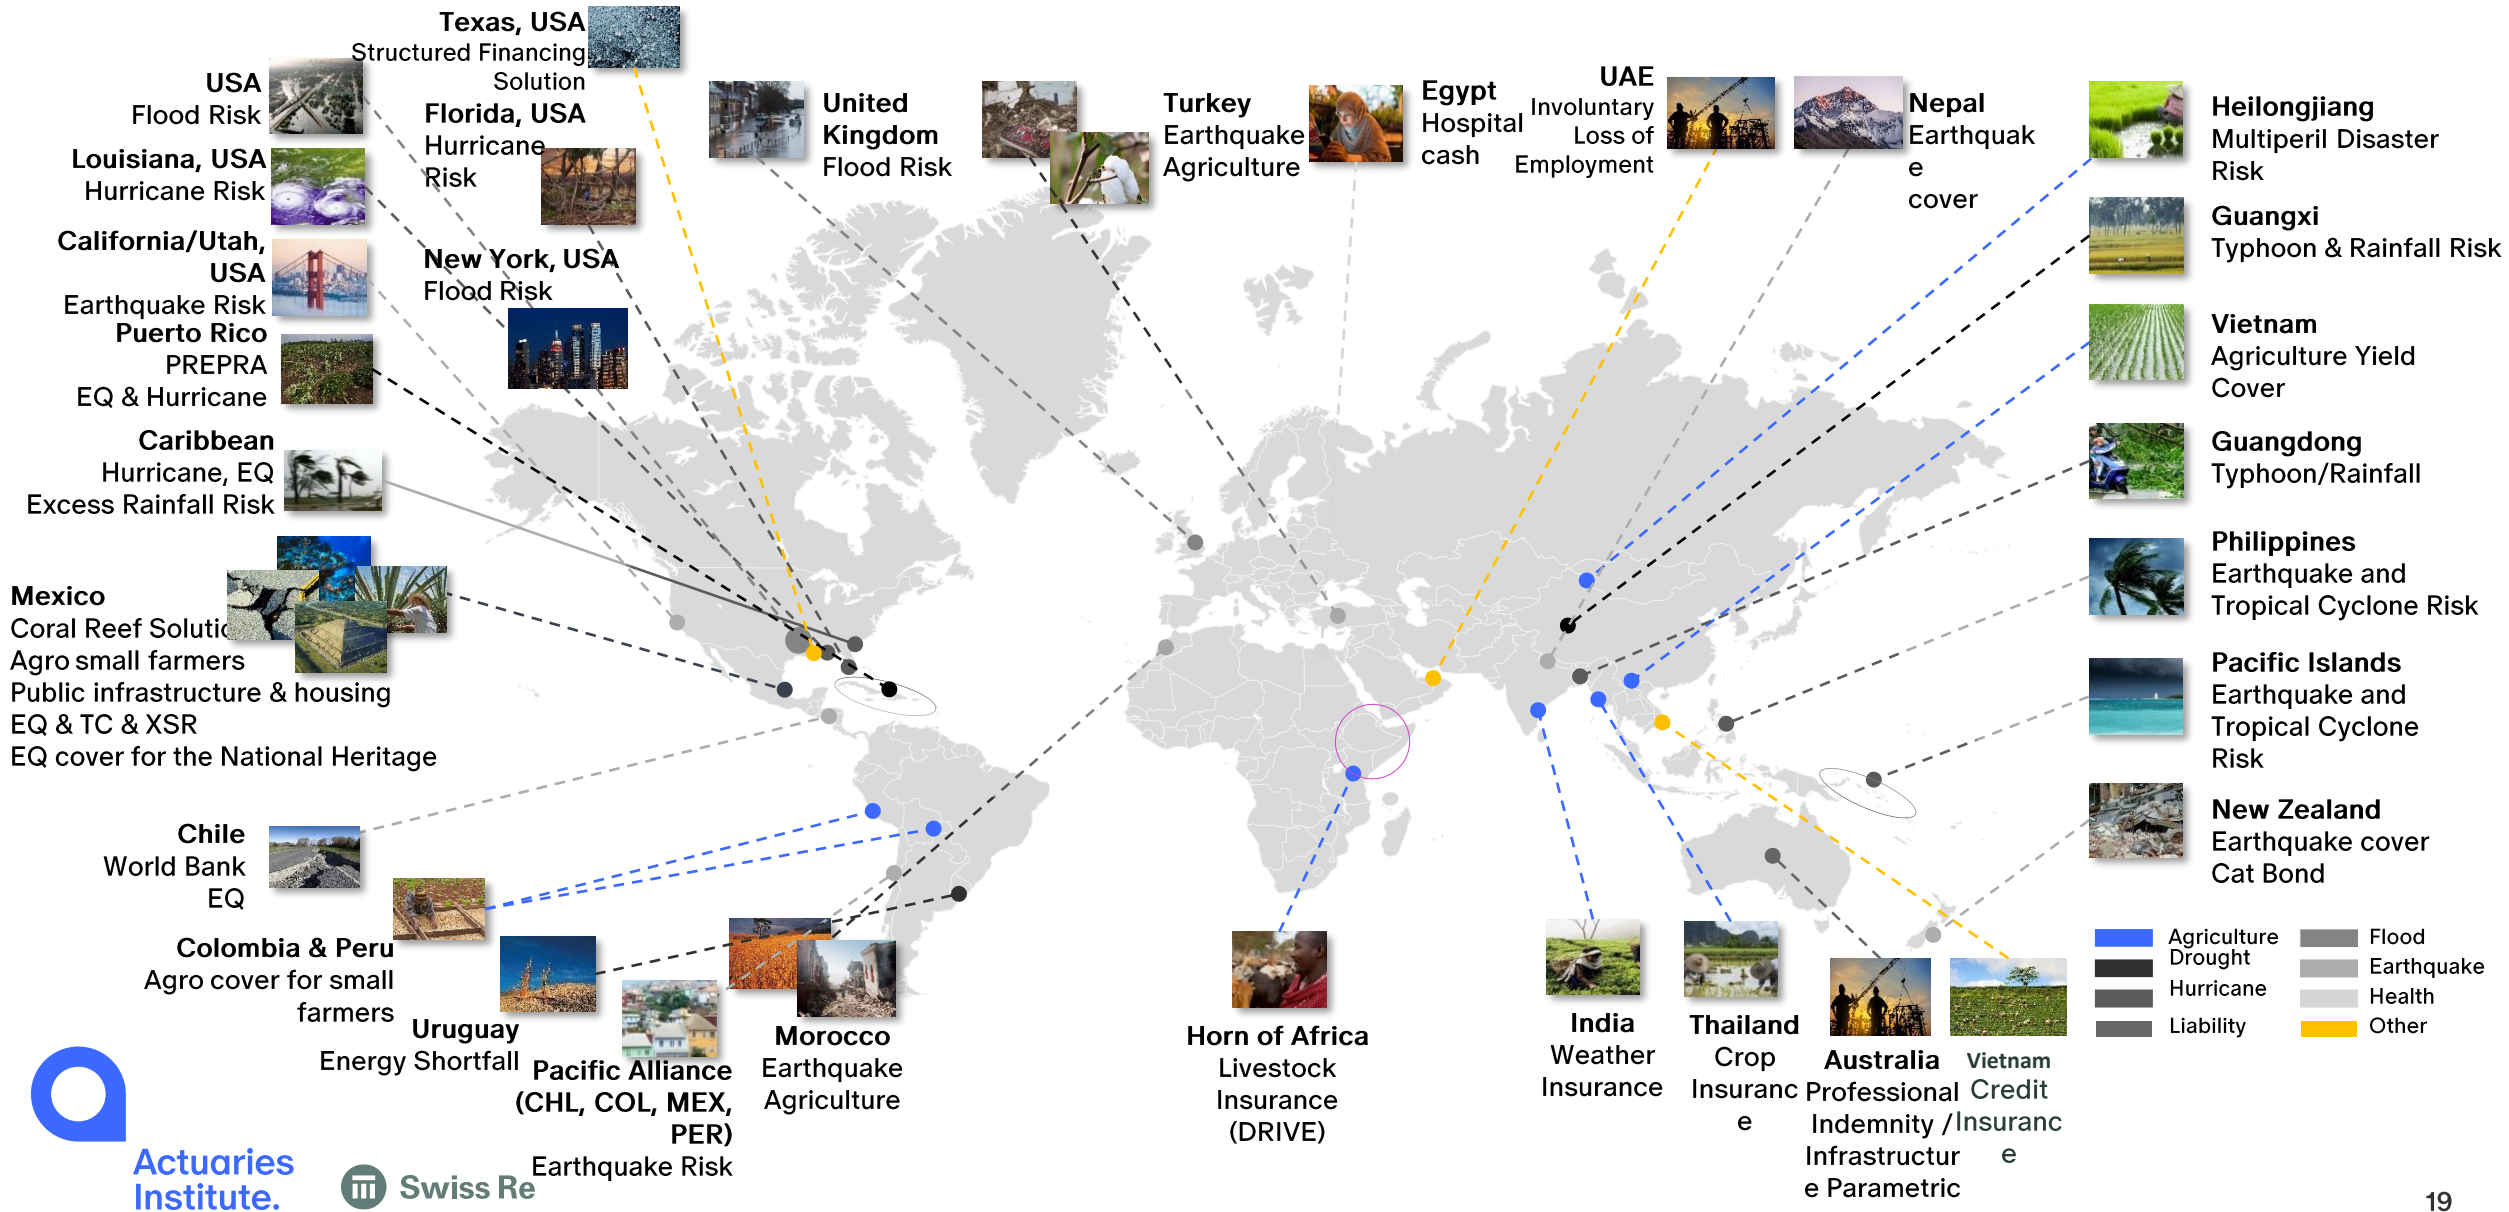 Texas, USA
Structured Financing
Solution
USA
Flood Risk
Florida, USA
Hurricane
Risk
Louisiana, USA
Hurricane Risk
California/Utah,
USA
Earthquake Risk
New York, USA
Flood Risk
Puerto Rico
PREPRA
EQ & Hurricane
Caribbean
Hurricane, EQ
Excess Rainfall Risk
Mexico
Coral Reef Solutio
Agro small farmers
Public infrastructure & housing
EQ & TC & XSR
EQ cover for the National Heritage
Chile
World Bank
EQ
Colombia & Peru
Agro cover for small
farmers
Uruguay
Energy Shortfall
Pacific Alliance
(CHL, COL, MEX,
PER)
Earthquake Risk
Morocco
Earthquake
Agriculture
United
Kingdom
Flood Risk
Turkey
Earthquake
Agriculture
Egypt
Hospital
cash
UAE
Involuntary
Loss of
Employment
Nepal
Earthquak
e
cover
Heilongjiang
Multiperil Disaster
Risk
Guangxi
Typhoon & Rainfall Risk
Vietnam
Agriculture Yield
Cover
Guangdong
Typhoon/Rainfall
Philippines
Earthquake and
Tropical Cyclone Risk
Pacific Islands
Earthquake and
Tropical Cyclone
Risk
New Zealand
Earthquake cover
Cat Bond
Horn of Africa
Livestock
Insurance
(DRIVE)
India
Weather
Insurance
Thailand
Crop
Insuranc
e
Australia
Professional
Indemnity /
Infrastructur
e Parametric
Vietnam
Credit
Insuranc
e
Agriculture
Drought
Hurricane
Liability
Flood
Earthquake
Health
Other
Actuaries
Institute.
Swiss Re
19